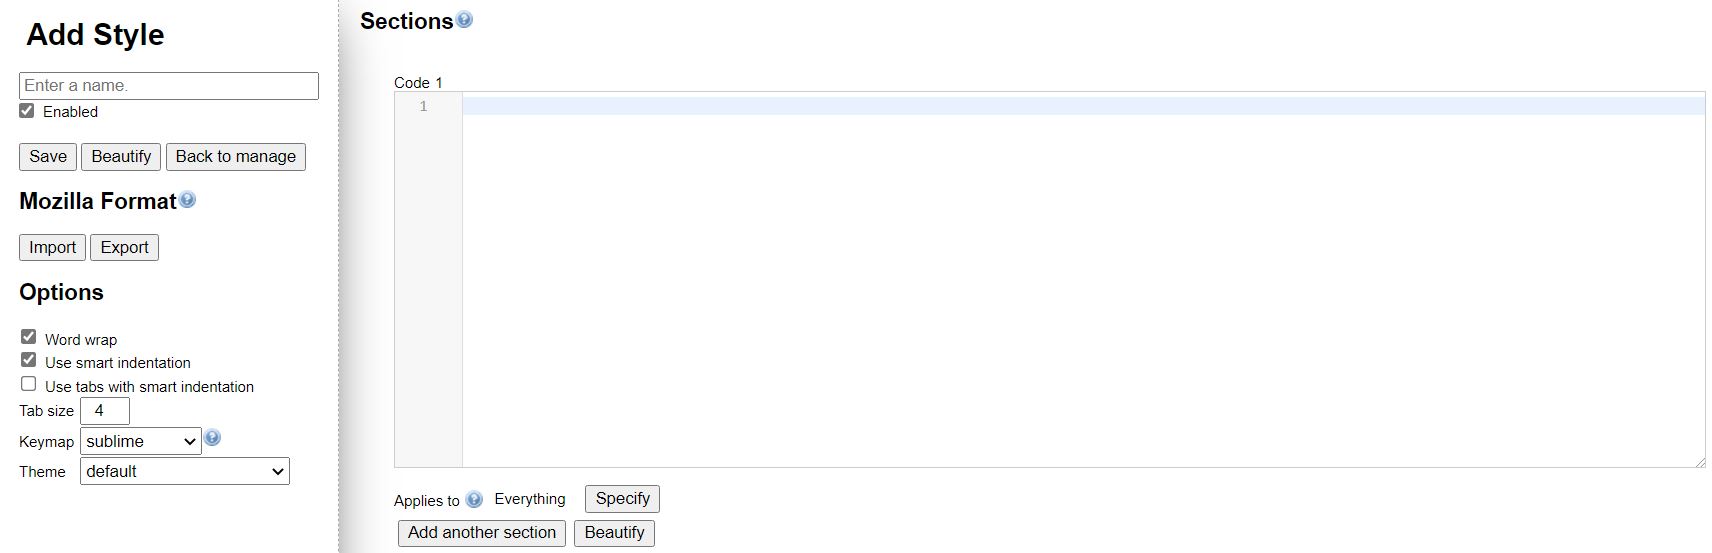 Add Style
Enter a name.
Enabled
Save Beautify Back to manage
Mozilla Format
Import Export
Options
Word wrap
Use smart indentation
Use tabs with smart indentation
Tab size 4
Keymap sublime
Theme default
Sections
Code 1
1
Applies to Everything Specify
Add another section Beautify